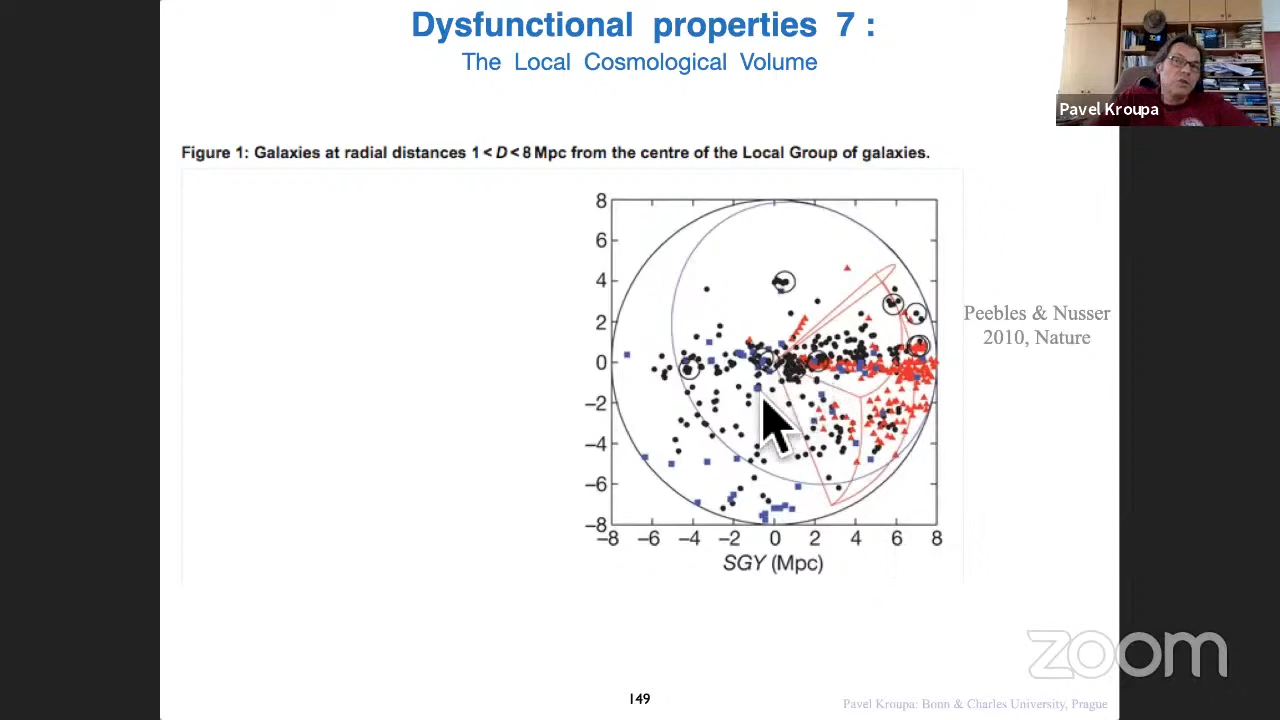 Dysfunctional properties 7 :
The Local Cosmological Volume
Pavel Kroupa
Figure 1: Galaxies at radial distances 1 < D < 8 Mpc from the centre of the Local Group of galaxies.
8
6
4
2
0
−2
−4
−6
−8
−8 −6 −4 −2 0 2 4 6 8
SGY (Mpc)
Peebles & Nusser
2010, Nature
zoom
149
Pavel Kroupa: Bonn & Charles University, Prague